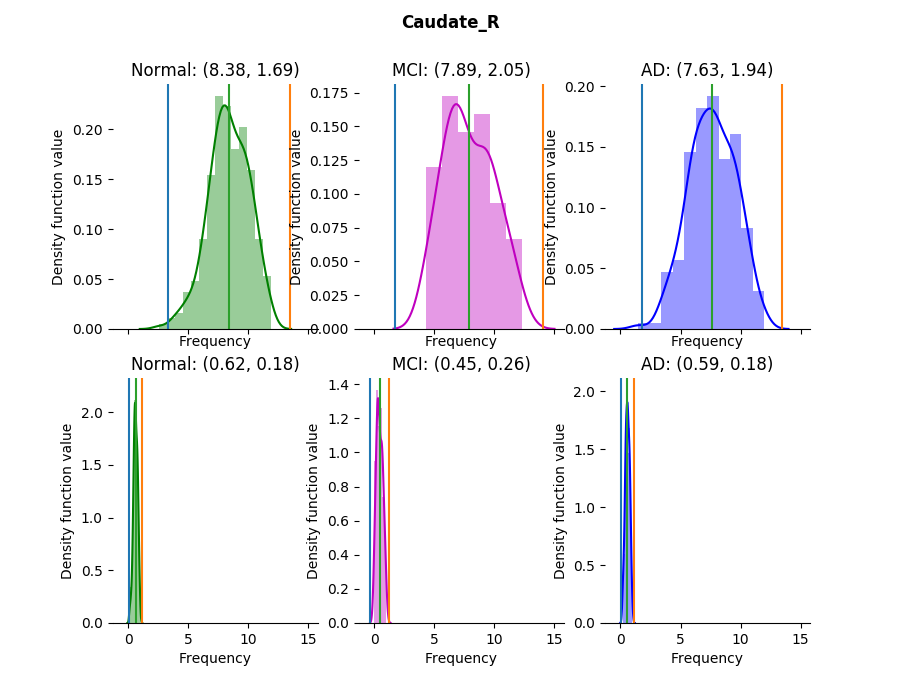 Caudate_R
Normal: (8.38, 1.69)
MCI: (7.89, 2.05)
AD: (7.63, 1.94)
Density function value
0.20
0.15
0.10
0.05
0.00
Frequency
Density function value
0.175
0.150
0.125
0.100
0.075
0.050
0.025
0.000
Frequency
Density function value
0.20
0.15
0.10
0.05
0.00
Frequency
Normal: (0.62, 0.18)
MCI: (0.45, 0.26)
AD: (0.59, 0.18)
Density function value
2.0
1.5
1.0
0.5
0.0
0 5 10 15
Frequency
Density function value
1.4
1.2
1.0
0.8
0.6
0.4
0.2
0.0
0 5 10 15
Frequency
Density function value
2.0
1.5
1.0
0.5
0.0
0 5 10 15
Frequency